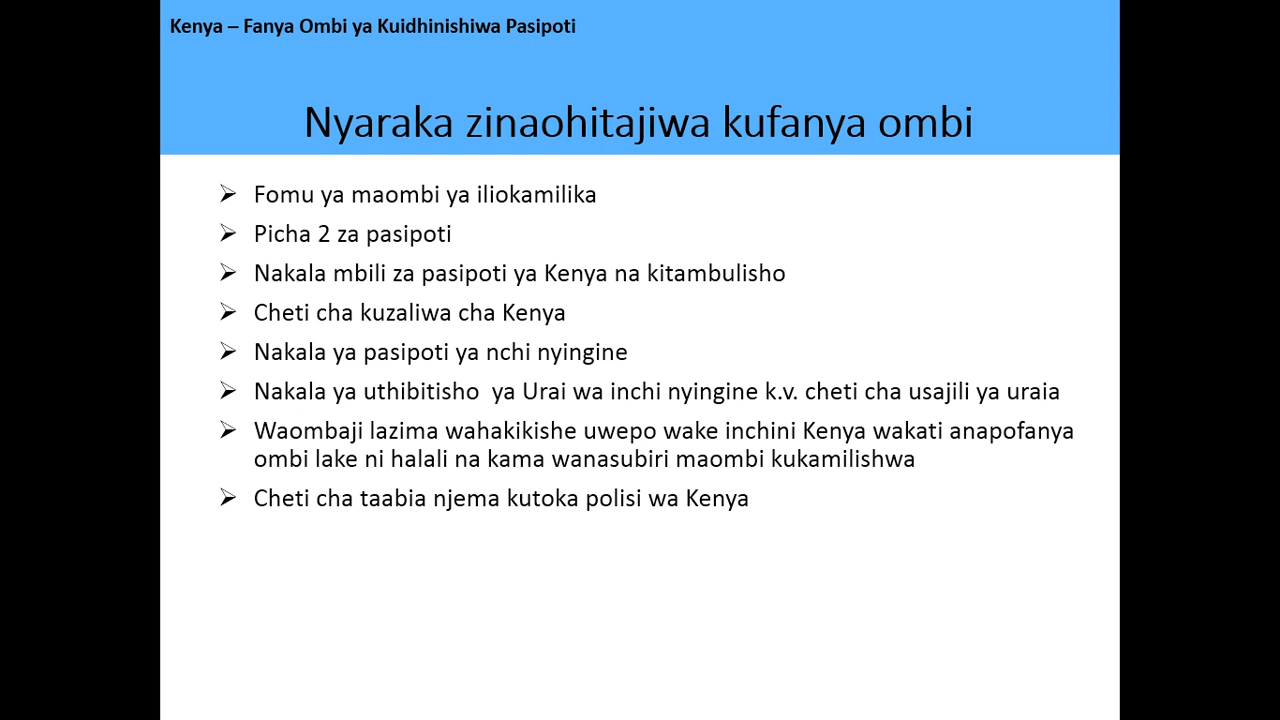 Kenya – Fanya Ombi ya Kuidhinishiwa Pasipoti
Nyaraka zinaohitajiwa kufanya ombi
Fomu ya maombi ya iliokamilika
Picha 2 za pasipoti
Nakala mbili za pasipoti ya Kenya na kitambulisho
Cheti cha kuzaliwa cha Kenya
Nakala ya pasipoti ya nchi nyingine
Nakala ya uthibitisho  ya Urai wa inchi nyingine k.v. cheti cha usajili ya uraia
Waombaji lazima wahakikishe uwepo wake inchini Kenya wakati anapofanya
ombi lake ni halali na kama wanasubiri maombi kukamilishwa
Cheti cha taabia njema kutoka polisi wa Kenya